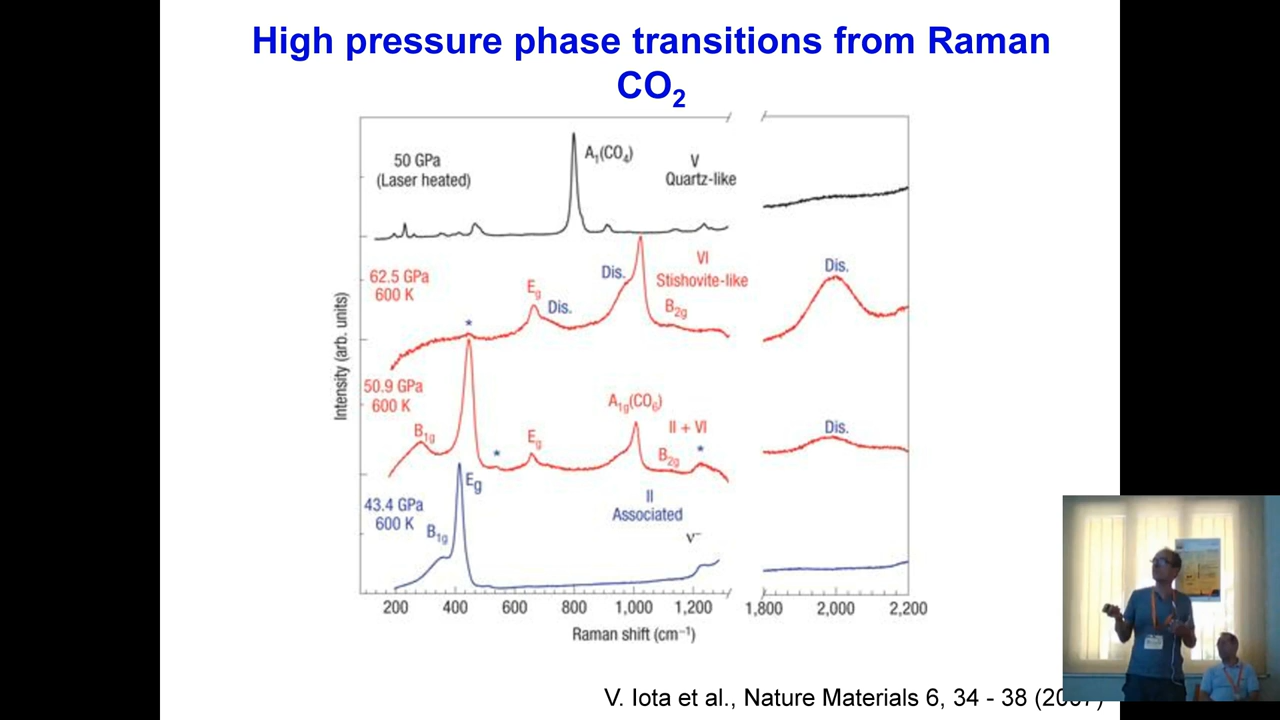 High pressure phase transitions from Raman
CO₂
50 GPa
(Laser heated)
A₁(CO₄)
V
Quartz-like
62.5 GPa
600 K
*
E_g
Dis.
Dis.
VI
Stishovite-like
B₂g
Dis.
50.9 GPa
600 K
B₁g
*
E_g
A₁g(CO₆)
II + VI
B₂g
*
Dis.
43.4 GPa
600 K
B₁g
Eg
II
Associated
ν⁻
Intensity (arb. units)
200 400 600 800 1,000 1,200 1,800 2,000 2,200
Raman shift (cm⁻¹)
V. Iota et al., Nature Materials 6, 34 - 38 (2007)